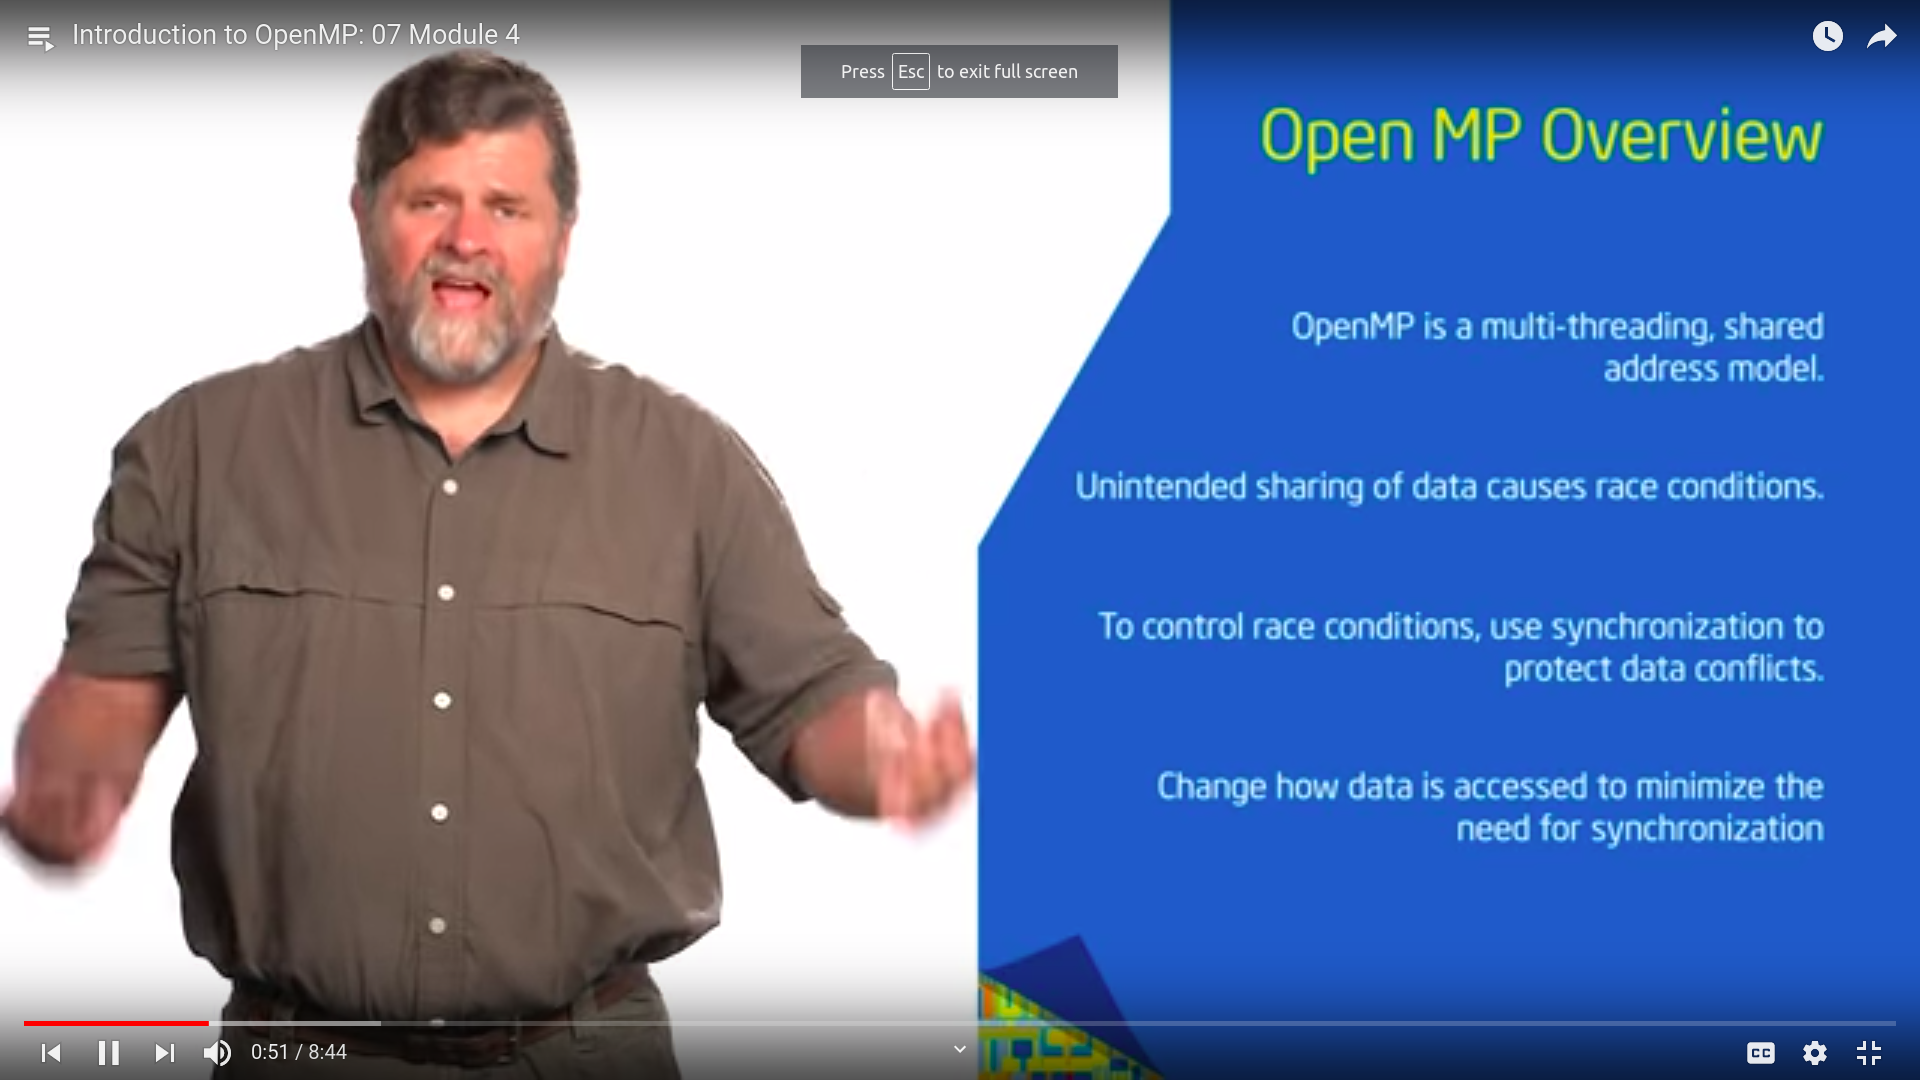 Introduction to OpenMP: 07 Module 4
Press Esc to exit full screen
Open MP Overview
OpenMP is a multi-threading, shared
address model.
Unintended sharing of data causes race conditions.
To control race conditions, use synchronization to
protect data conflicts.
Change how data is accessed to minimize the
need for synchronization
0:51 / 8:44
CC